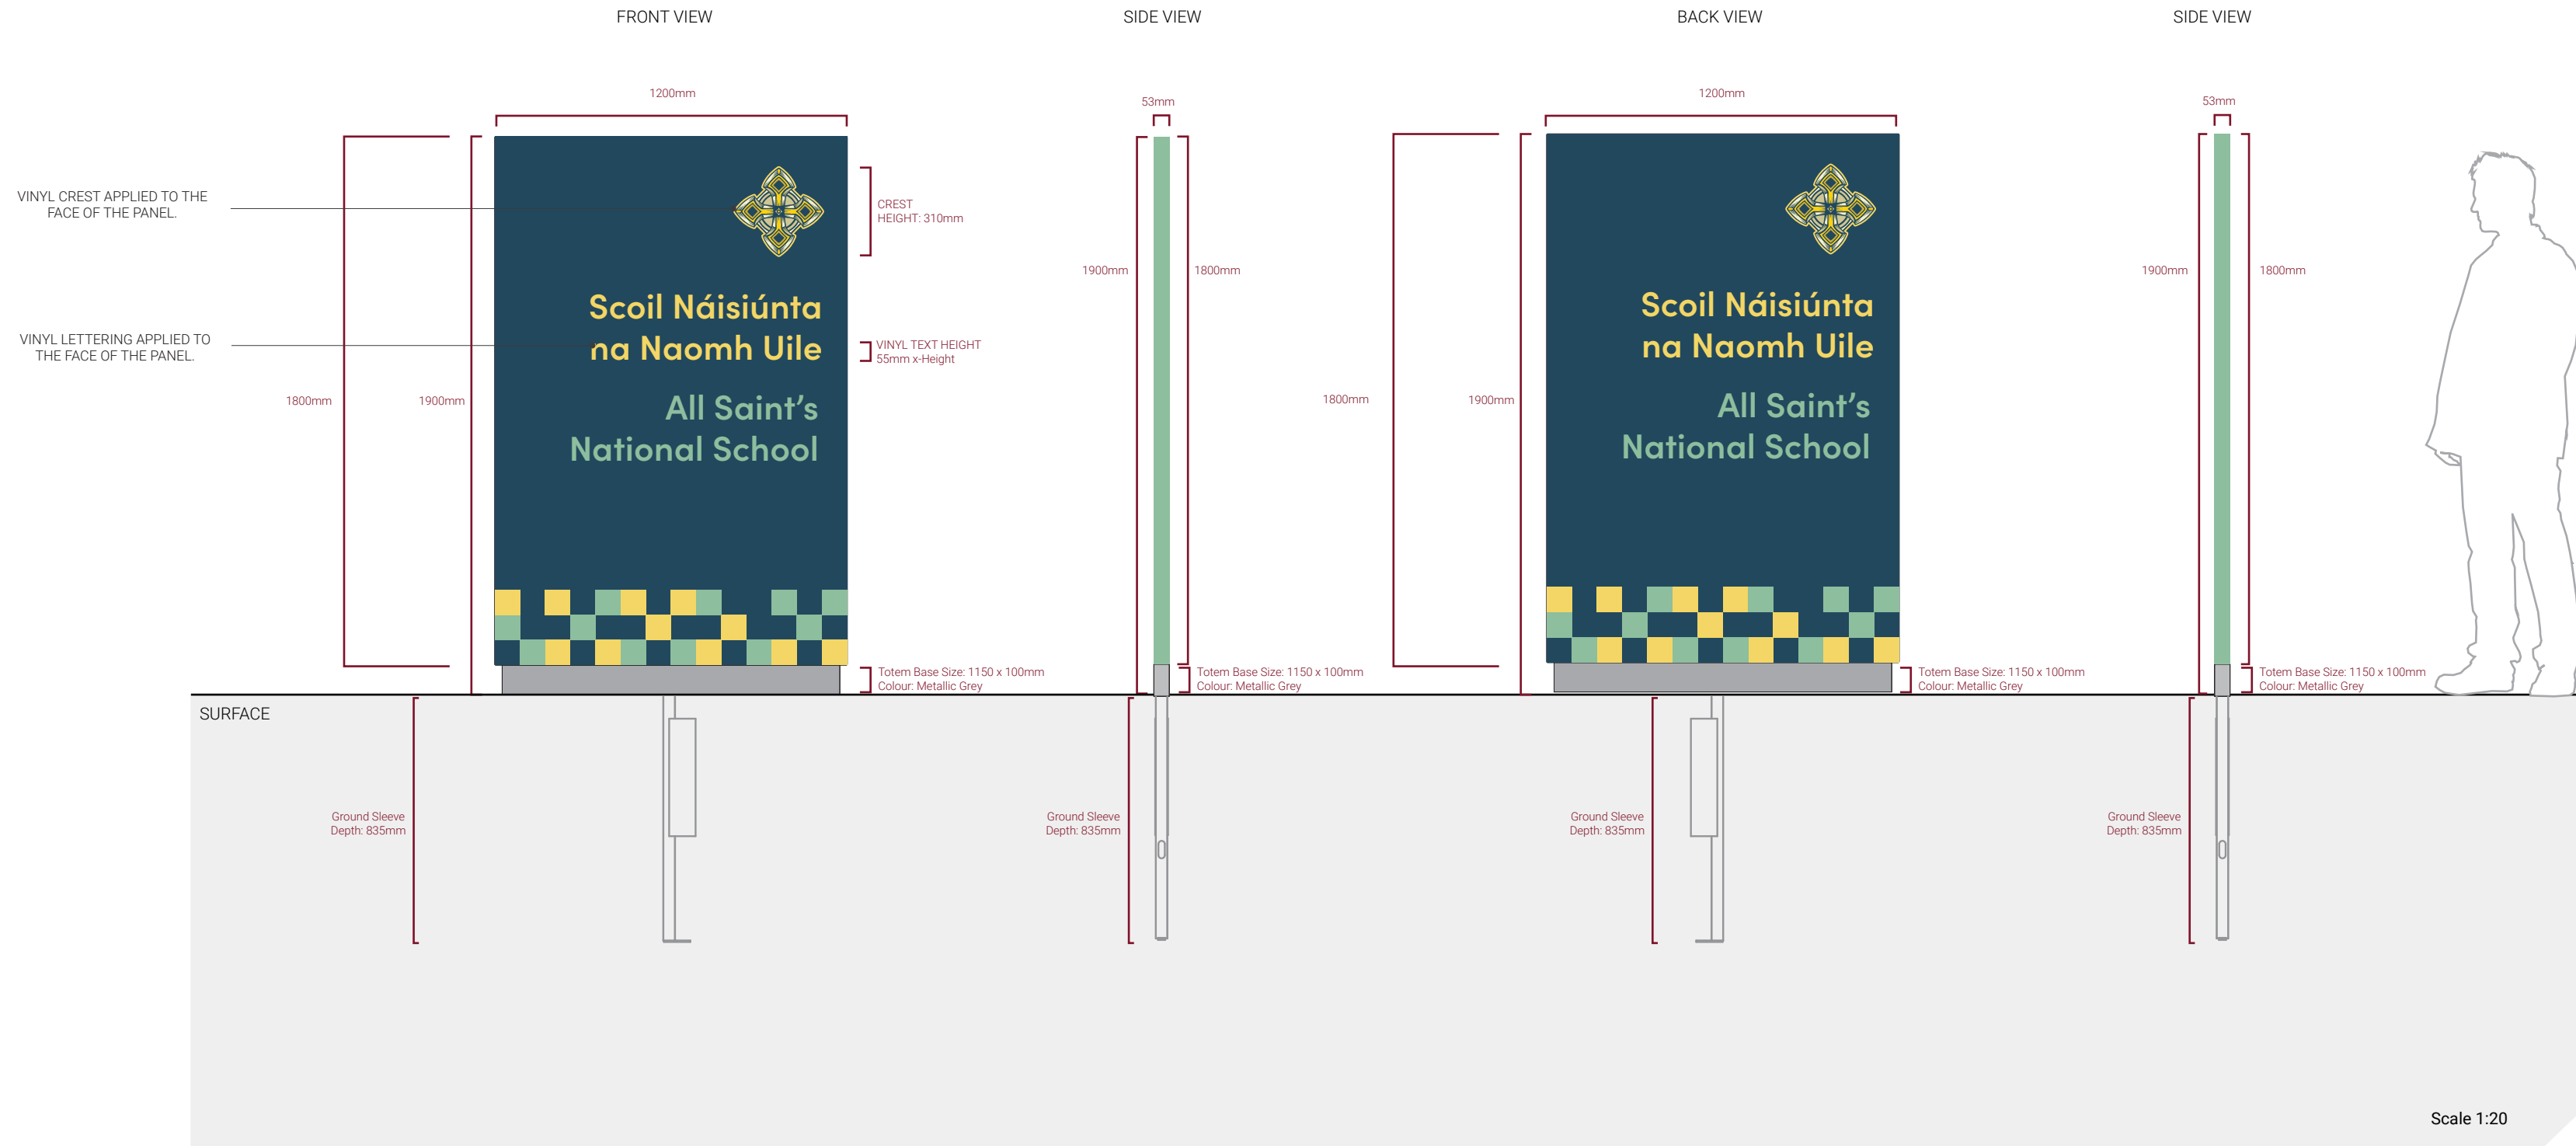 FRONT VIEW
SIDE VIEW
BACK VIEW
SIDE VIEW
1200mm
53mm
1200mm
53mm
VINYL CREST APPLIED TO THE
FACE OF THE PANEL.
CREST
HEIGHT: 310mm
1900mm
1800mm
1900mm
1800mm
Scoil Náisiúnta
na Naomh Uile
All Saint’s
National School
Scoil Náisiúnta
na Naomh Uile
All Saint’s
National School
VINYL LETTERING APPLIED TO
THE FACE OF THE PANEL.
VINYL TEXT HEIGHT
55mm x-Height
1800mm
1900mm
1800mm
1900mm
Totem Base Size: 1150 x 100mm
Colour: Metallic Grey
Totem Base Size: 1150 x 100mm
Colour: Metallic Grey
Totem Base Size: 1150 x 100mm
Colour: Metallic Grey
Totem Base Size: 1150 x 100mm
Colour: Metallic Grey
SURFACE
Ground Sleeve
Depth: 835mm
Ground Sleeve
Depth: 835mm
Ground Sleeve
Depth: 835mm
Ground Sleeve
Depth: 835mm
Scale 1:20